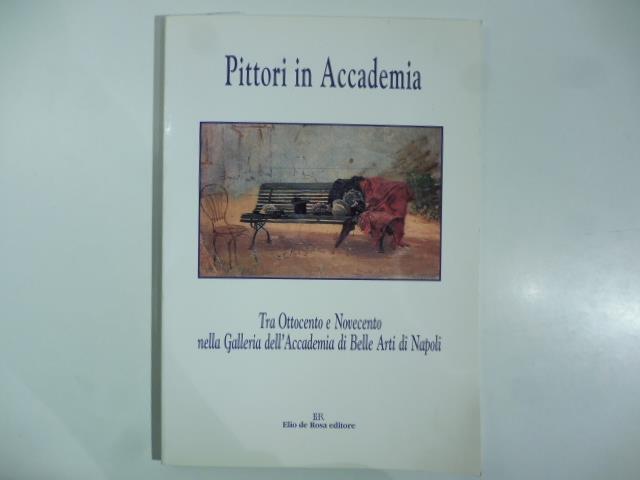 Pittori in Accademia
Tra Ottocento e Novecento
nella Galleria dell'Accademia di Belle Arti di Napoli
Elio de Rosa editore